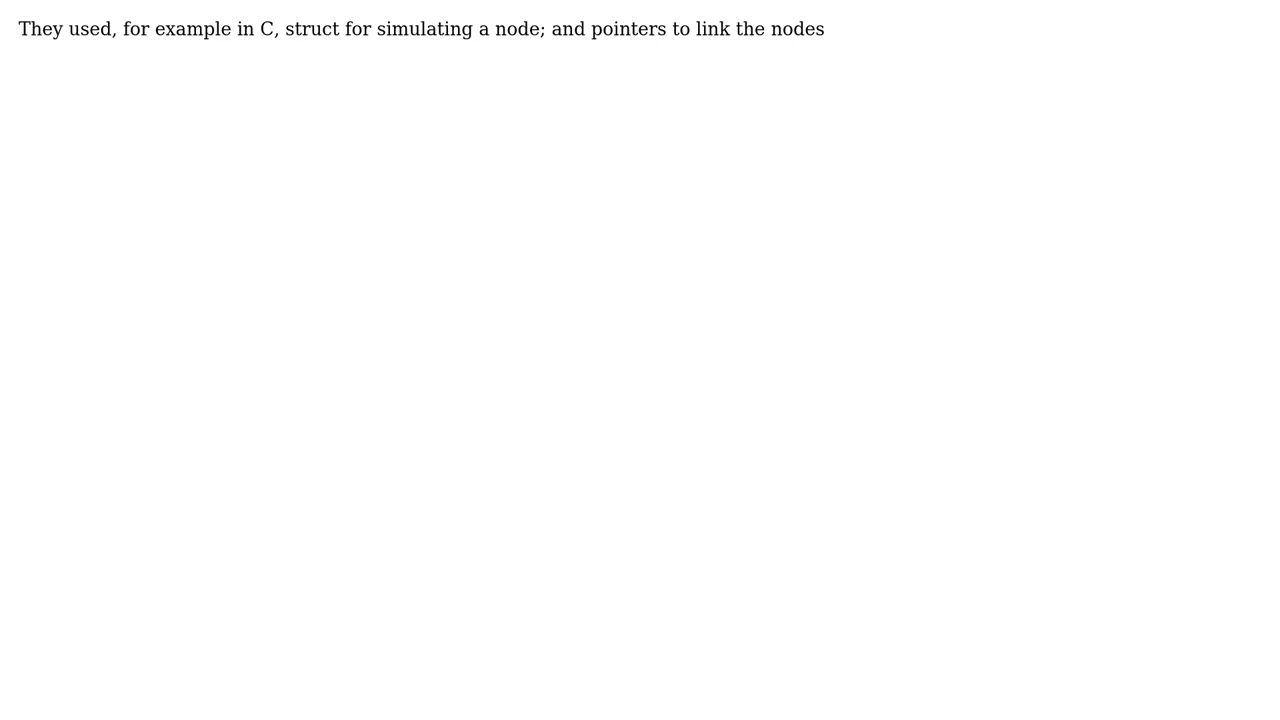 They used, for example in C, struct for simulating a node; and pointers to link the nodes